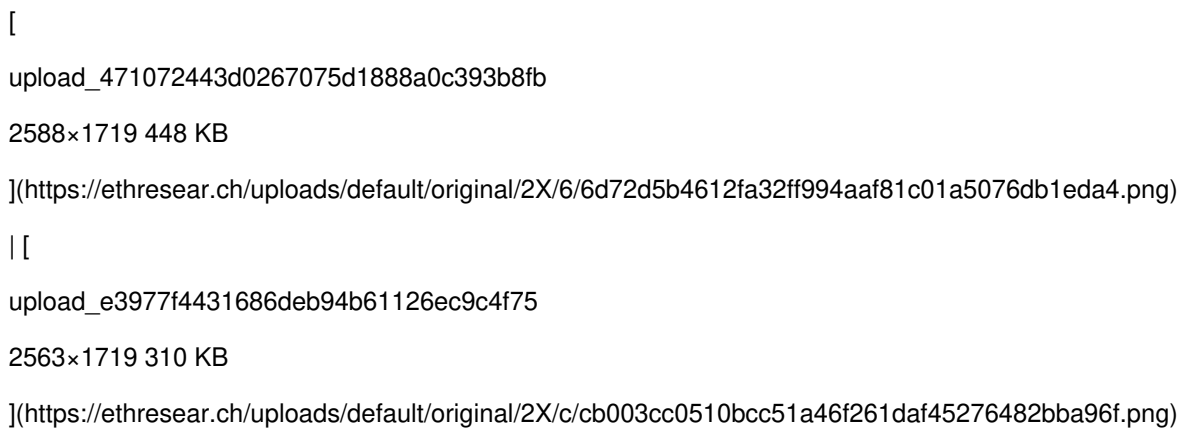 [
upload_471072443d0267075d1888a0c393b8fb
2588×1719 448 KB
](https://ethresear.ch/uploads/default/original/2X/6/6d72d5b4612fa32ff994aaf81c01a5076db1eda4.png)
| [
upload_e3977f4431686deb94b61126ec9c4f75
2563×1719 310 KB
](https://ethresear.ch/uploads/default/original/2X/c/cb003cc0510bcc51a46f261daf45276482bba96f.png)